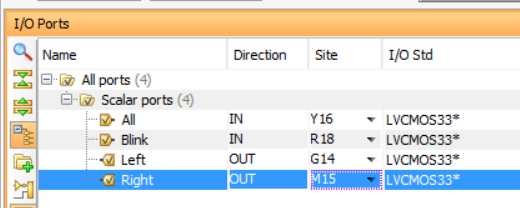 I/O Ports
Name Direction Site I/O Std
All ports (4)
Scalar ports (4)
All IN Y16 LVCMOS33*
Blink IN R18 LVCMOS33*
Left OUT G14 LVCMOS33*
Right OUT M15 LVCMOS33*